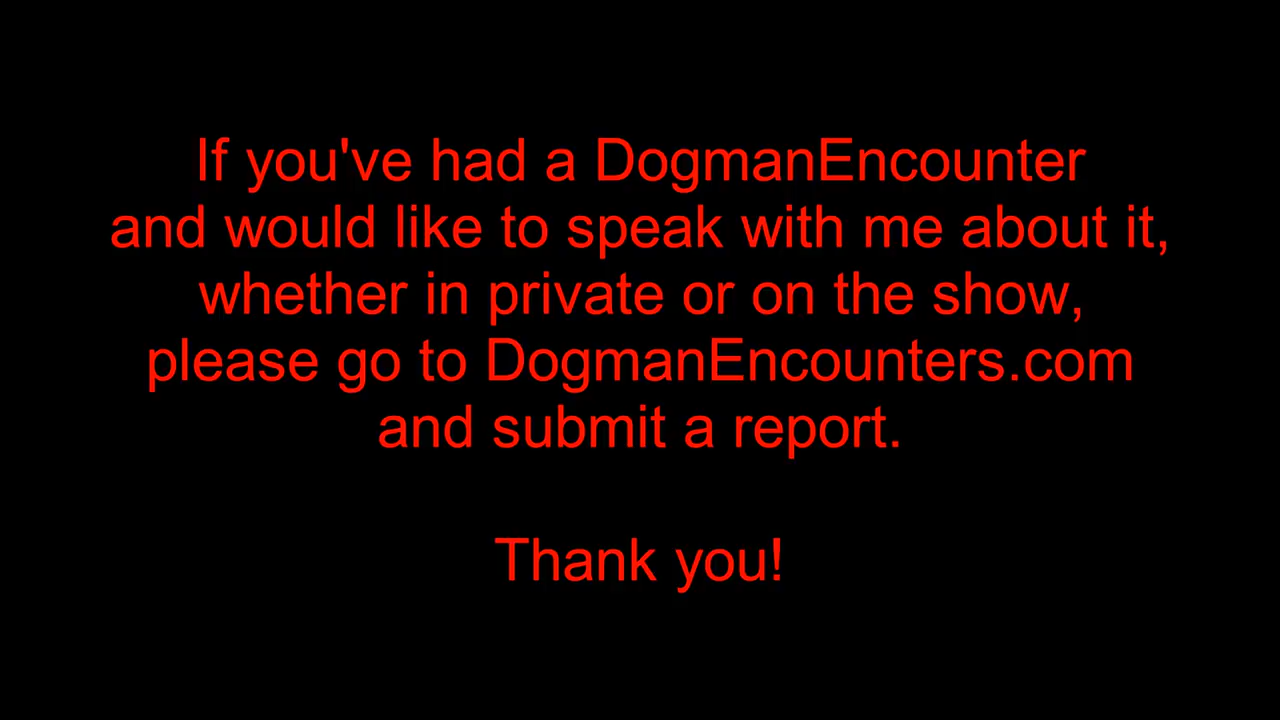 If you've had a DogmanEncounter
and would like to speak with me about it,
whether in private or on the show,
please go to DogmanEncounters.com
and submit a report.
Thank you!